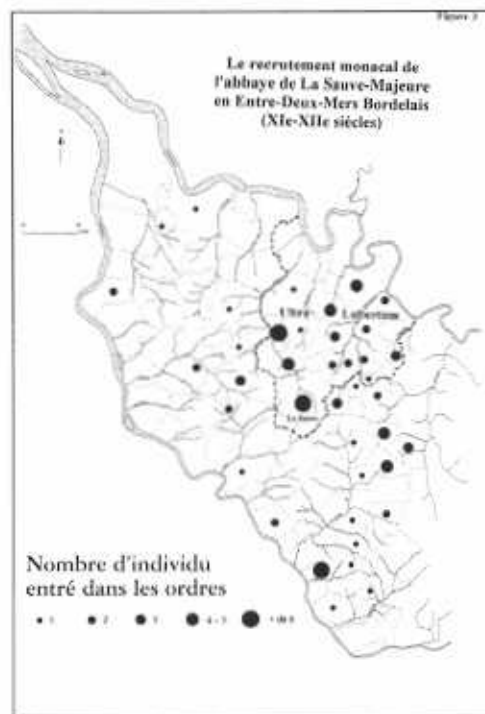 Figure 3
Le recrutement monacal de
l'abbaye de La Sauve-Majeure
en Entre-Deux-Mers Bordelais
(XIe-XIIe siècles)
Ultra
La Sauve
Nombre d'individu
entré dans les ordres
1
2
3
4 - 5